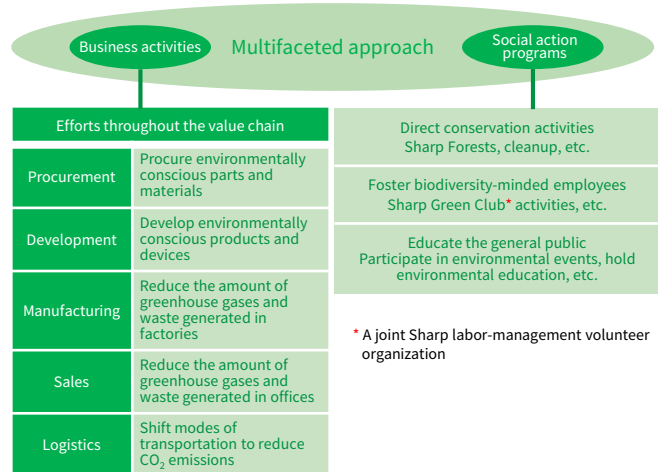 Multifaceted approach
Business activities
Social action
programs
Efforts throughout the value chain
Procurement
Procure environmentally
conscious parts and
materials
Development
Develop environmentally
conscious products and
devices
Manufacturing
Reduce the amount of
greenhouse gases and
waste generated in
factories
Sales
Reduce the amount of
greenhouse gases and
waste generated in offices
Logistics
Shift modes of
transportation to reduce
CO₂ emissions
Direct conservation activities
Sharp Forests, cleanup, etc.
Foster biodiversity-minded employees
Sharp Green Club* activities, etc.
Educate the general public
Participate in environmental events, hold
environmental education, etc.
* A joint Sharp labor-management volunteer
organization